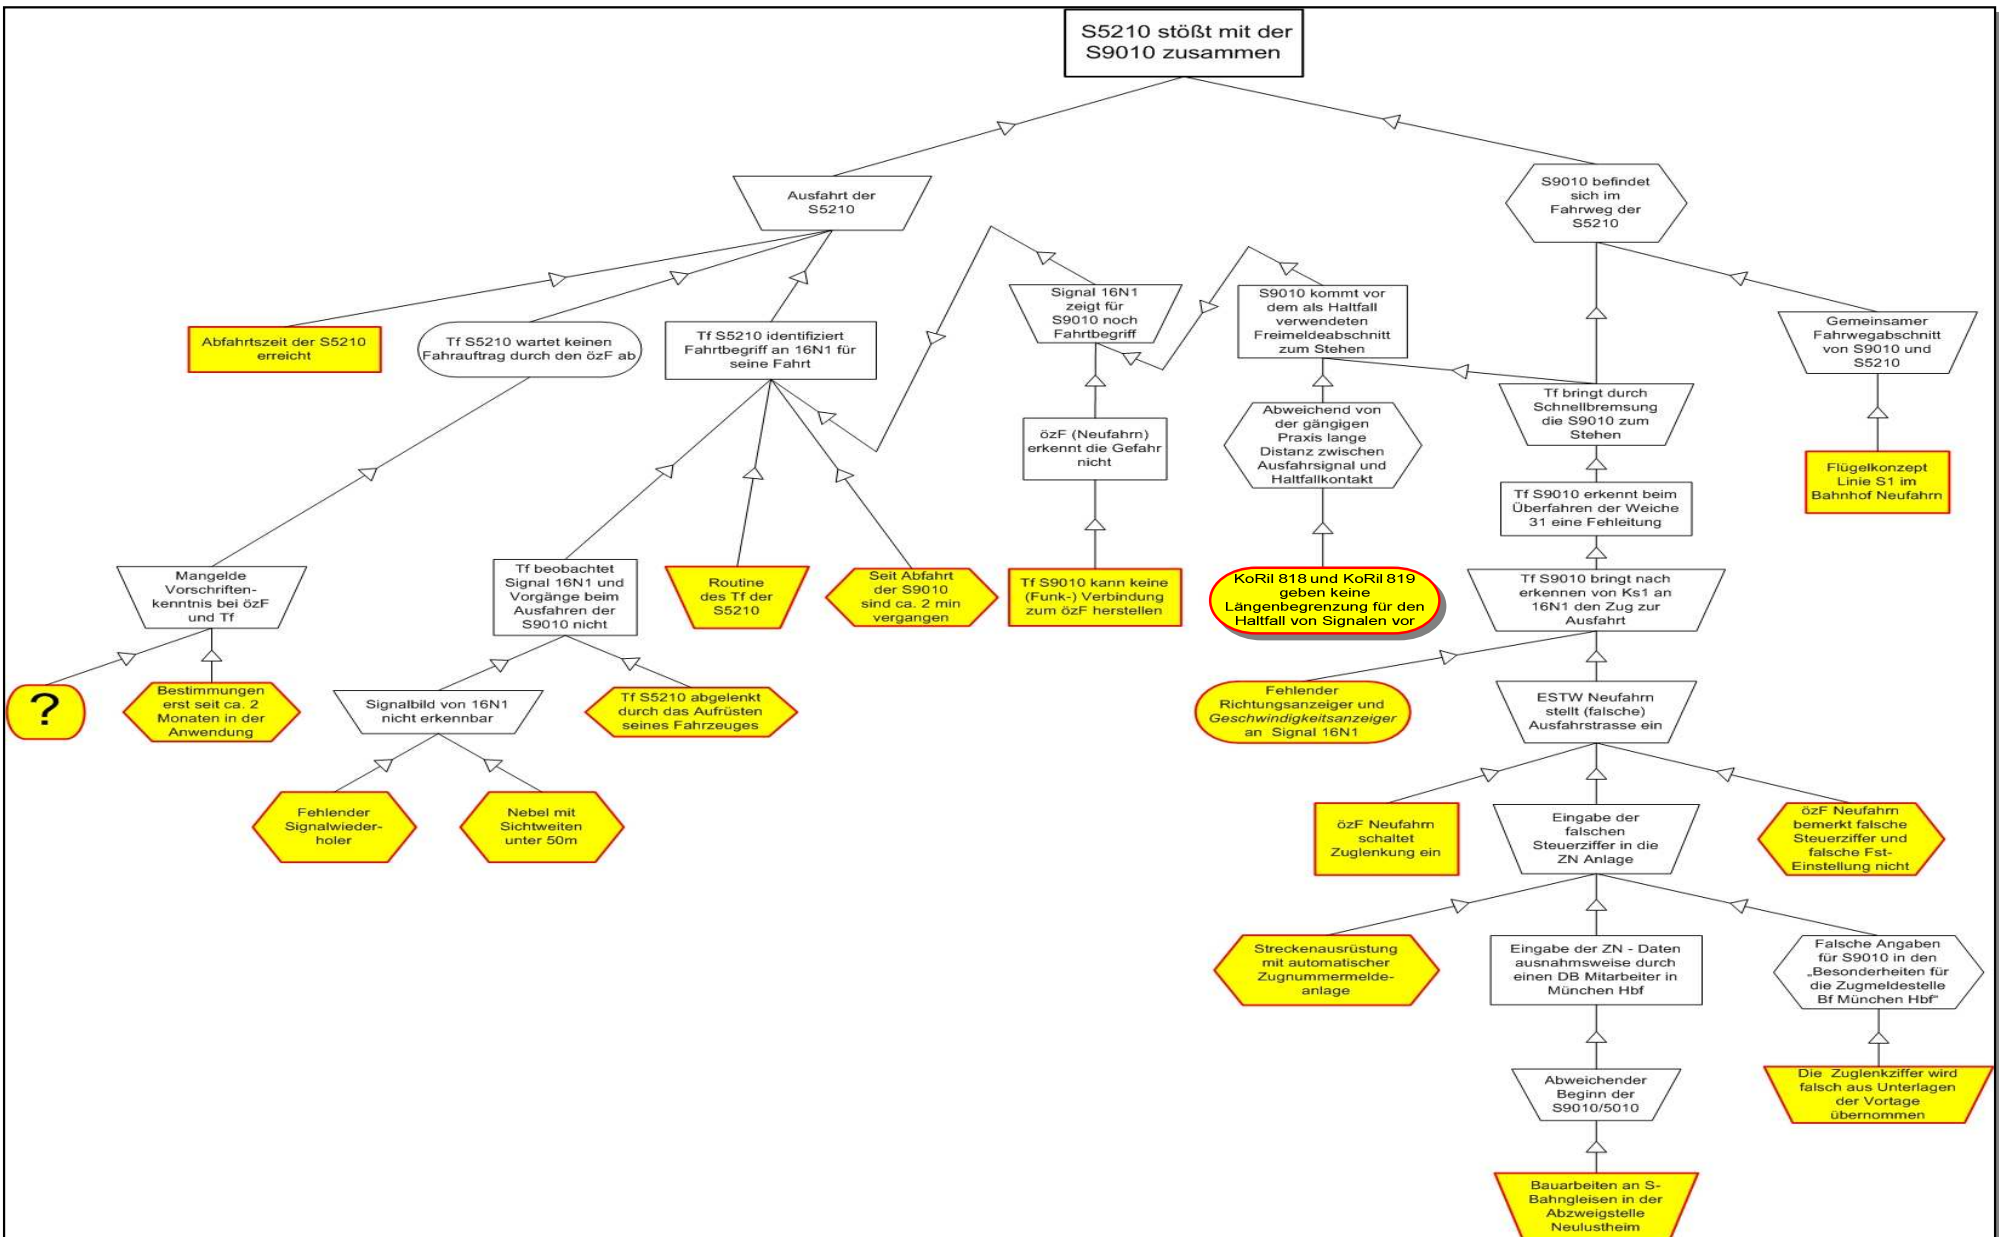 S5210 stößt mit der
S9010 zusammen
Ausfahrt der
S5210
S9010 befindet
sich im
Fahrweg der
S5210
Abfahrtszeit der S5210
erreicht
Tf S5210 wartet keinen
Fahrauftrag durch den özF ab
Tf S5210 identifiziert
Fahrtbegriff an 16N1 für
seine Fahrt
Signal 16N1
zeigt für
S9010 noch
Fahrtbegriff
S9010 kommt vor
dem als Haltfall
verwendeten
Freimeldeabschnitt
zum Stehen
Gemeinsamer
Fahrwegabschnitt
von S9010 und
S5210
özF (Neufahrn)
erkennt die Gefahr
nicht
Abweichend von
der gängigen
Praxis lange
Distanz zwischen
Ausfahrsignal und
Haltfallkontakt
Tf bringt durch
Schnellbremsung
die S9010 zum
Stehen
Flügelkonzept
Linie S1 im
Bahnhof Neufahrn
Tf S9010 erkennt beim
Überfahren der Weiche
31 eine Fehleitung
Mangelde
Vorschriften-
kenntnis bei özF
und Tf
Tf beobachtet
Signal 16N1 und
Vorgänge beim
Ausfahren der
S9010 nicht
Routine
des Tf der
S5210
Seit Abfahrt
der S9010
sind ca. 2 min
vergangen
Tf S9010 kann keine
(Funk-) Verbindung
zum özF herstellen
KoRil 818 und KoRil 819
geben keine
Längenbegrenzung für den
Haltfall von Signalen vor
Tf S9010 bringt nach
erkennen von Ks1 an
16N1 den Zug zur
Ausfahrt
?
Bestimmungen
erst seit ca. 2
Monaten in der
Anwendung
Signalbild von 16N1
nicht erkennbar
Tf S5210 abgelenkt
durch das Aufrüsten
seines Fahrzeuges
Fehlender
Richtungsanzeiger und
Geschwindigkeitsanzeiger
an Signal 16N1
ESTW Neufahrn
stellt (falsche)
Ausfahrstrasse ein
Fehlender
Signalwieder-
holer
Nebel mit
Sichtweiten
unter 50m
özF Neufahrn
schaltet
Zuglenkung ein
Eingabe der
falschen
Steuerziffer in die
ZN Anlage
özF Neufahrn
bemerkt falsche
Steuerziffer und
falsche Fst-
Einstellung nicht
Streckenausrüstung
mit automatischer
Zugnummermelde-
anlage
Eingabe der ZN - Daten
ausnahmsweise durch
einen DB Mitarbeiter in
München Hbf
Falsche Angaben
für S9010 in den
„Besonderheiten für
die Zugmeldestelle
Bf München Hbf“
Abweichender
Beginn der
S9010/5010
Die Zuglenkziffer wird
falsch aus Unterlagen
der Vortage
übernommen
Bauarbeiten an S-
Bahngleisen in der
Abzweigstelle
Neulustheim